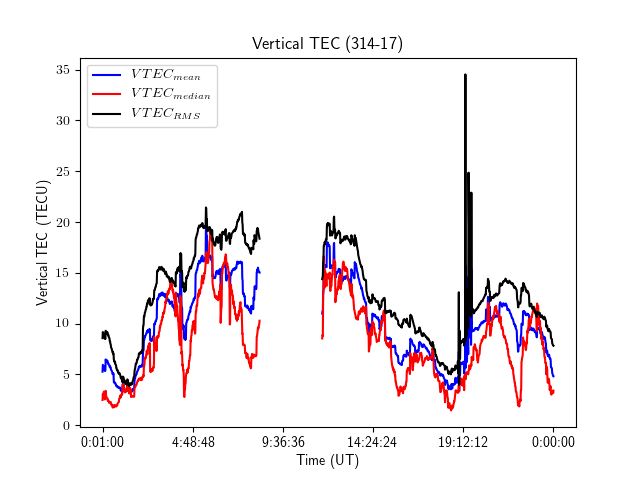 Vertical TEC (314-17)
VTEC_mean
VTEC_median
VTEC_RMS
Vertical TEC (TECU)
35
30
25
20
15
10
5
0
0:01:00 4:48:48 9:36:36 14:24:24 19:12:12 0:00:00
Time (UT)